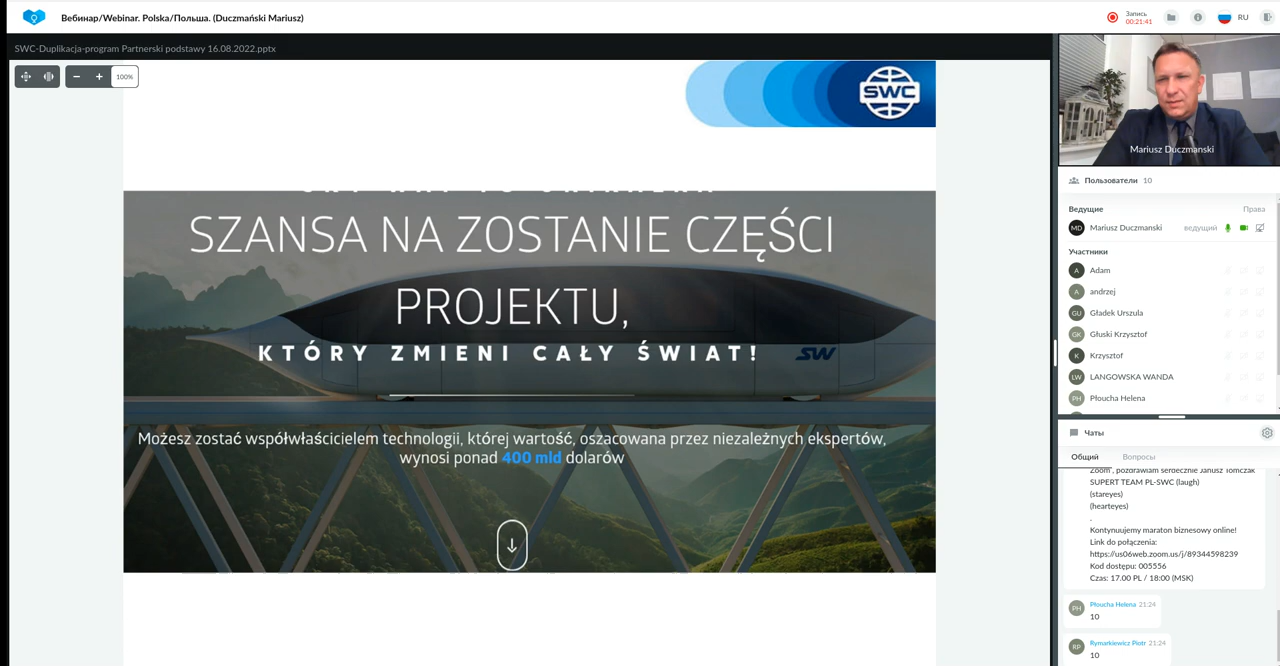 Вебинар/Webinar. Polska/Польша. (Duczmański Mariusz)
Запись
00:21:41
RU
SWC-Duplikacja-program Partnerski podstawy 16.08.2022.pptx
100%
SWC
SZANSA NA ZOSTANIE CZĘŚCI
PROJEKTU,
KTÓRY ZMIENI CAŁY ŚWIAT!
SW
Możesz zostać współwłaścicielem technologii, której wartość, oszacowana przez niezależnych ekspertów,
wynosi ponad 400 mld dolarów
Mariusz Duczmanski
Пользователи 10
Ведущие Права
MD Mariusz Duczmanski ведущий
Участники
A Adam
A andrzej
GU Gładek Urszula
GK Głuski Krzysztof
K Krzysztof
LW LANGOWSKA WANDA
PH Płoucha Helena
Чаты
Общий Вопросы
Zoom", pozdrawiam serdecznie Janusz Tomczak
SUPERT TEAM PL-SWC (laugh)
(stareyes)
(hearteyes)
.
Kontynuujemy maraton biznesowy online!
Link do połączenia:
https://us06web.zoom.us/j/89344598239
Kod dostępu: 005556
Czas: 17.00 PL / 18:00 (MSK)
PH Płoucha Helena 21:24
10
RP Rymarkiewicz Piotr 21:24
10